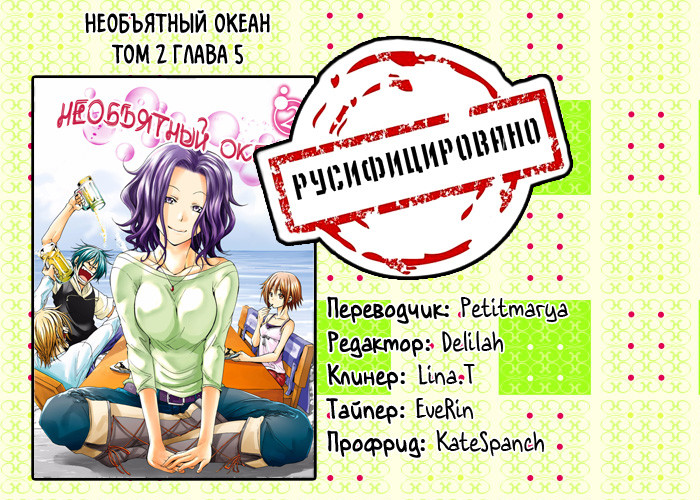 НЕОБЪЯТНЫЙ ОКЕАН
ТОМ 2 ГЛАВА 5
НЕОБЪЯТНЫЙ ОКЕ
2
РУСИФИЦИРОВАНО
Переводчик: Petitmarya
Редактор: Delilah
Клинер: Lina.T
Тайпер: EveRin
Профрид: KateSpanch